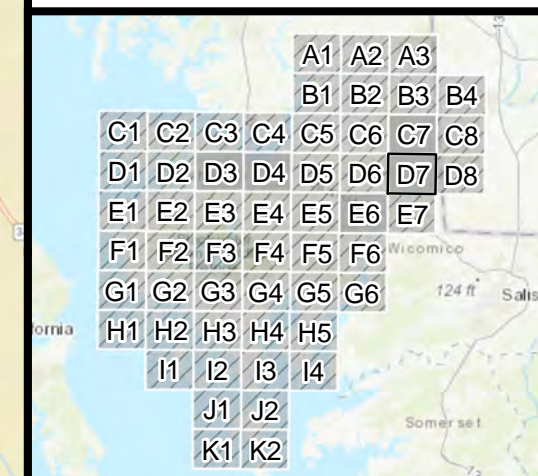 A1 A2 A3
B1 B2 B3 B4
C1 C2 C3 C4 C5 C6 C7 C8
D1 D2 D3 D4 D5 D6 D7 D8
E1 E2 E3 E4 E5 E6 E7
F1 F2 F3 F4 F5 F6 Wicomico
G1 G2 G3 G4 G5 G6 124 ft Salis
ornia H1 H2 H3 H4 H5
I1 I2 I3 I4
J1 J2 Somerset
K1 K2